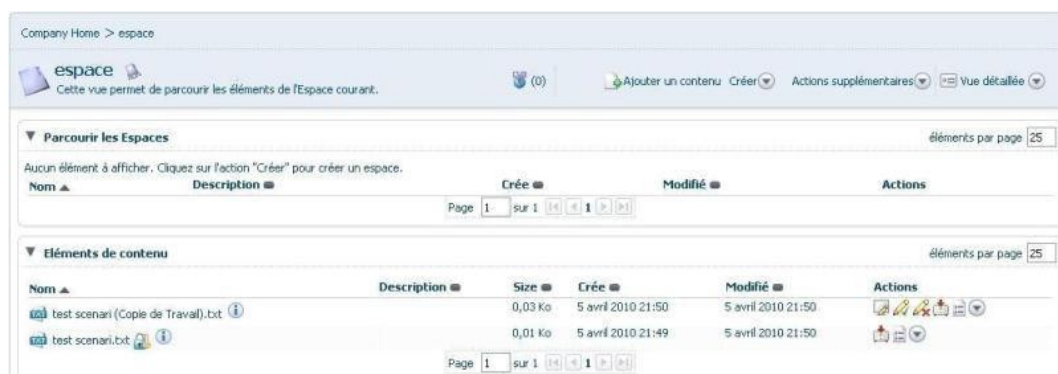 Company Home > espace
espace
Cette vue permet de parcourir les éléments de l'Espace courant.
(0)
Ajouter un contenu Créer Actions supplémentaires Vue détaillée
Parcourir les Espaces éléments par page 25
Aucun élément à afficher. Cliquez sur l'action "Créer" pour créer un espace.
Nom Description Crée Modifié Actions
Page 1 sur 1 1
Eléments de contenu éléments par page 25
Nom Description Size Crée Modifié Actions
test scenari (Copie de Travail).txt 0,03 Ko 5 avril 2010 21:50 5 avril 2010 21:50
test scenari.txt 0,01 Ko 5 avril 2010 21:49 5 avril 2010 21:50
Page 1 sur 1 1